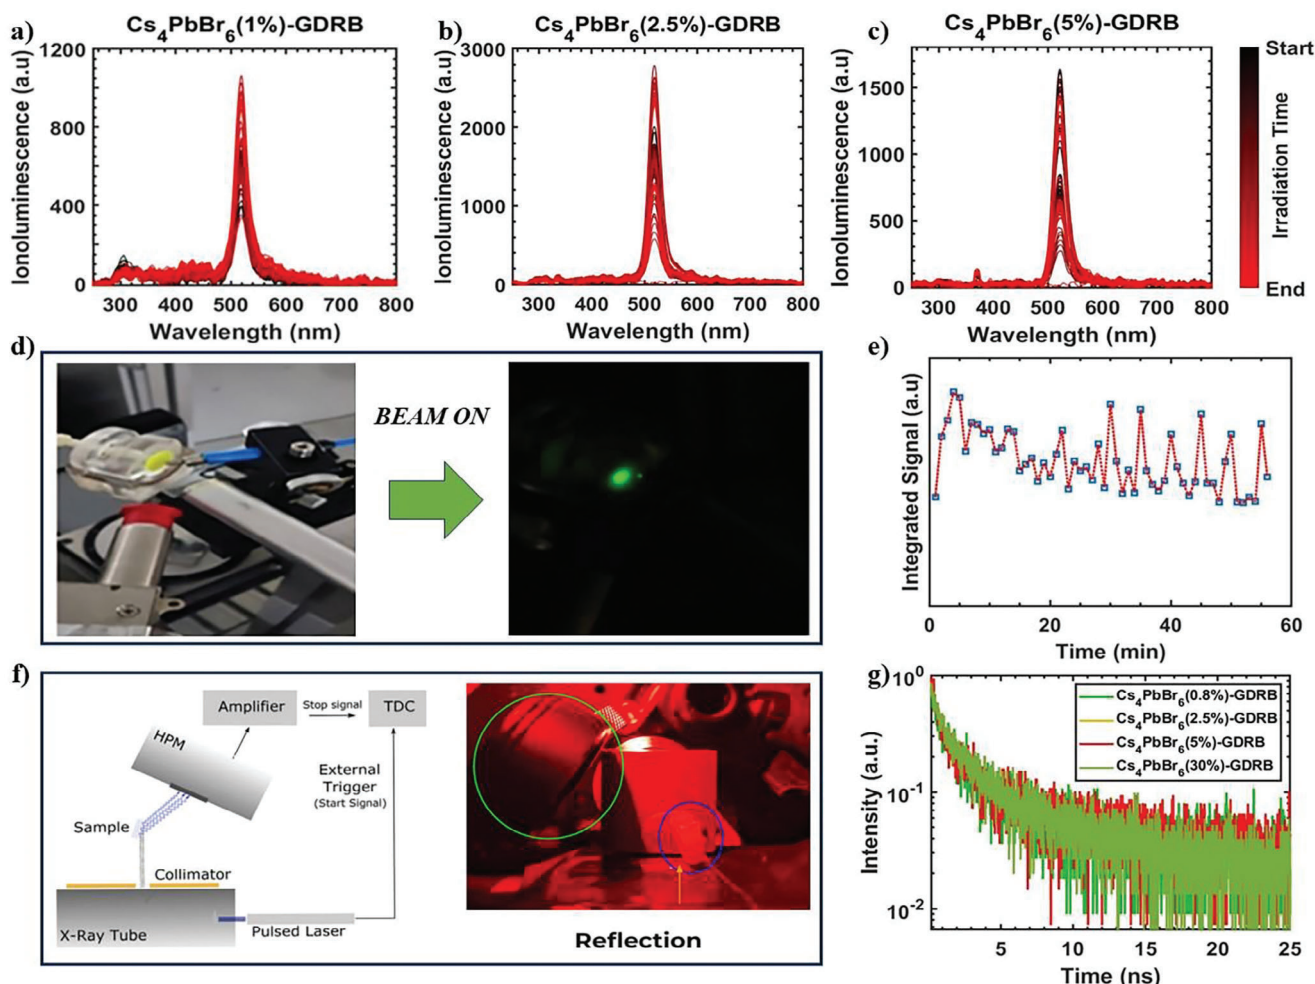 a)
Cs4PbBr6(1%)-GDRB
Ionoluminescence (a.u)
1200
1000
800
400
0
300 400 500 600 700 800
Wavelength (nm)
b)
Cs4PbBr6(2.5%)-GDRB
Ionoluminescence (a.u)
3000
2000
1000
0
300 400 500 600 700 800
Wavelength (nm)
c)
Cs4PbBr6(5%)-GDRB
Ionoluminescence (a.u)
1500
1000
500
0
300 400 500 600 700 800
Wavelength (nm)
Start
Irradiation Time
End
d)
BEAM ON
e)
Integrated Signal (a.u)
0 20 40 60
Time (min)
f)
Amplifier
Stop signal
TDC
HPM
External
Trigger
(Start Signal)
Sample
Collimator
X-Ray Tube
Pulsed Laser
Reflection
g)
Intensity (a.u.)
10^0
10^-1
10^-2
Cs4PbBr6(0.8%)-GDRB
Cs4PbBr6(2.5%)-GDRB
Cs4PbBr6(5%)-GDRB
Cs4PbBr6(30%)-GDRB
5 10 15 20 25
Time (ns)